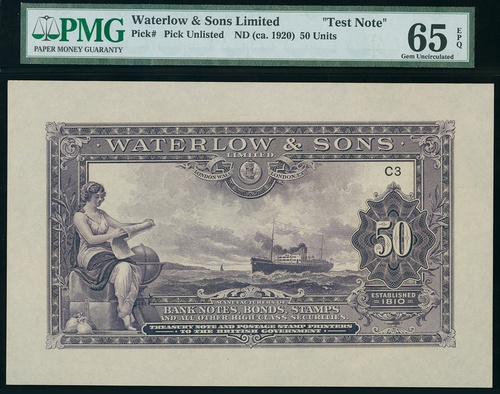 PMG
PAPER MONEY GUARANTY
Waterlow & Sons Limited "Test Note"
Pick# Pick Unlisted ND (ca. 1920) 50 Units
65 EPQ
Gem Uncirculated
WATERLOW & SONS
LIMITED
LONDON WALL LONDON, E.C.
C3
50
ESTABLISHED
1810
MANUFACTURERS OF
BANK NOTES, BONDS, STAMPS
AND ALL OTHER HIGH CLASS SECURITIES.
TREASURY NOTE AND POSTAGE STAMP PRINTERS
TO THE BRITISH GOVERNMENT